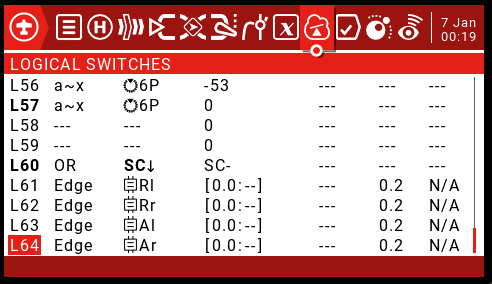 7 Jan
00:19
LOGICAL SWITCHES
L56 a~x 6P -53 --- --- ---
L57 a~x 6P 0 --- --- ---
L58 --- --- 0 --- --- ---
L59 --- --- 0 --- --- ---
L60 OR SC↓ SC- --- --- ---
L61 Edge Rl [0.0:--] --- 0.2 N/A
L62 Edge Rr [0.0:--] --- 0.2 N/A
L63 Edge Al [0.0:--] --- 0.2 N/A
L64 Edge Ar [0.0:--] --- 0.2 N/A